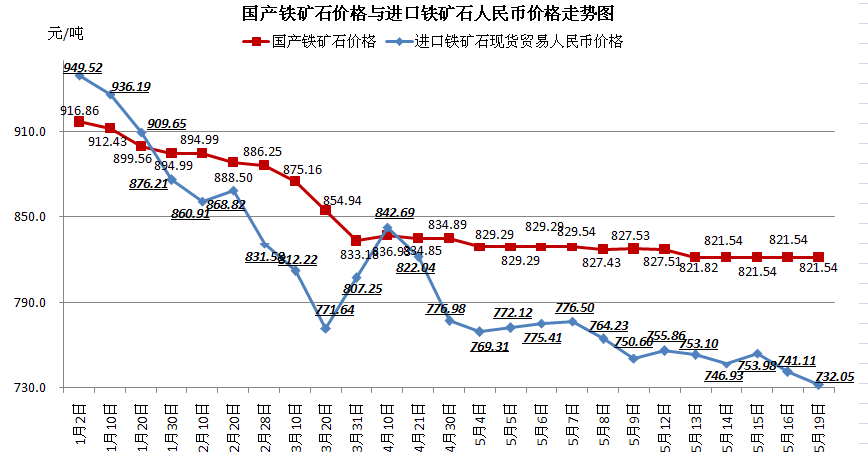 国产铁矿石价格与进口铁矿石人民币价格走势图
元/吨
国产铁矿石价格 进口铁矿石现货贸易人民币价格
949.52
936.19
916.86
909.65
910.0
912.43
899.56
894.99
894.99
886.25
876.21
888.50
875.16
860.91
868.82
854.94
842.69
850.0
834.89
829.29
829.29
829.29
829.54
827.43
827.53
827.51
821.82
821.54
821.54
821.54
821.54
831.58
812.22
833.18
836.98
834.85
822.04
807.25
790.0
771.64
776.98
769.31
772.12
775.41
776.50
764.23
750.60
755.86
753.10
746.93
753.98
741.11
732.05
730.0
1月2日
1月10日
1月20日
1月30日
2月10日
2月20日
2月28日
3月10日
3月20日
3月31日
4月10日
4月21日
4月30日
5月4日
5月5日
5月6日
5月7日
5月8日
5月9日
5月12日
5月13日
5月14日
5月15日
5月16日
5月19日